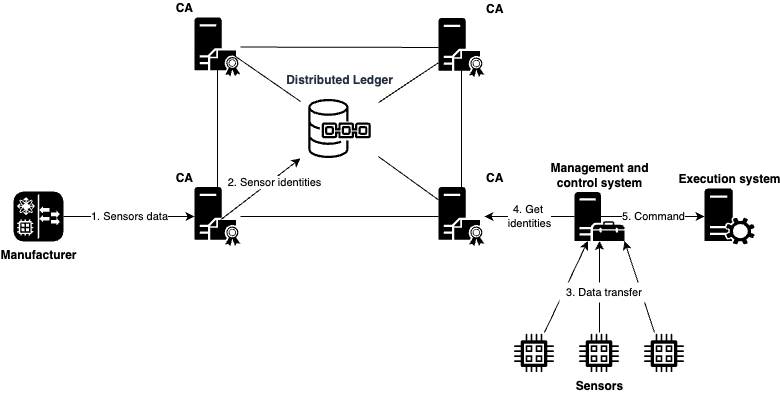 CA
CA
Distributed Ledger
CA
2. Sensor identities
CA
Management and
control system
Execution system
1. Sensors data
4. Get
identities
5. Command
Manufacturer
3. Data transfer
Sensors